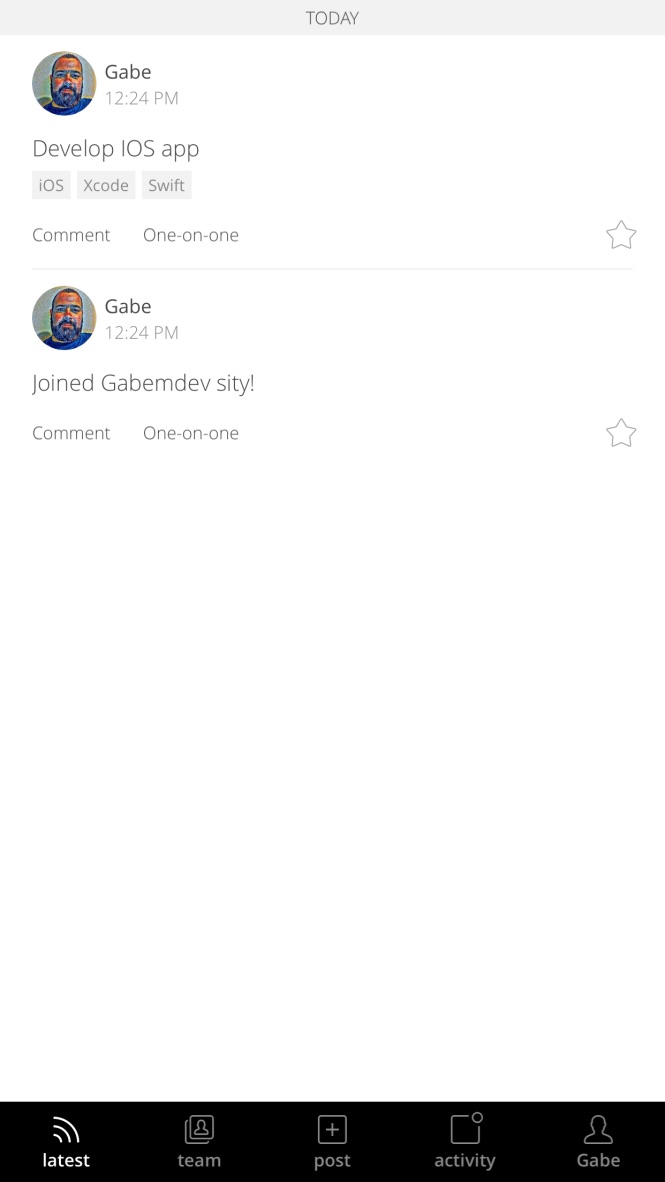 TODAY
Gabe
12:24 PM
Develop IOS app
iOS Xcode Swift
Comment One-on-one
Gabe
12:24 PM
Joined Gabemdev sity!
Comment One-on-one
latest team post activity Gabe